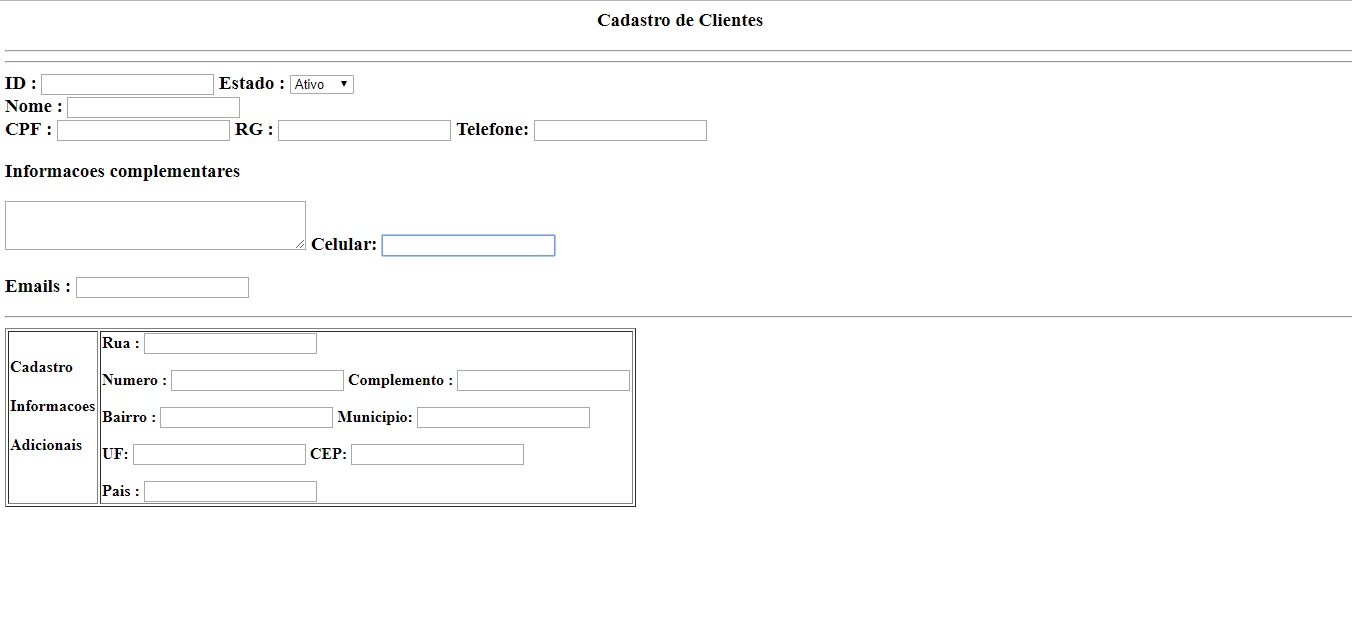 Cadastro de Clientes
ID : Estado : Ativo
Nome :
CPF : RG : Telefone:
Informacoes complementares
Celular:
Emails :
Cadastro
Informacoes
Adicionais
Rua :
Numero : Complemento :
Bairro : Municipio:
UF: CEP:
Pais :